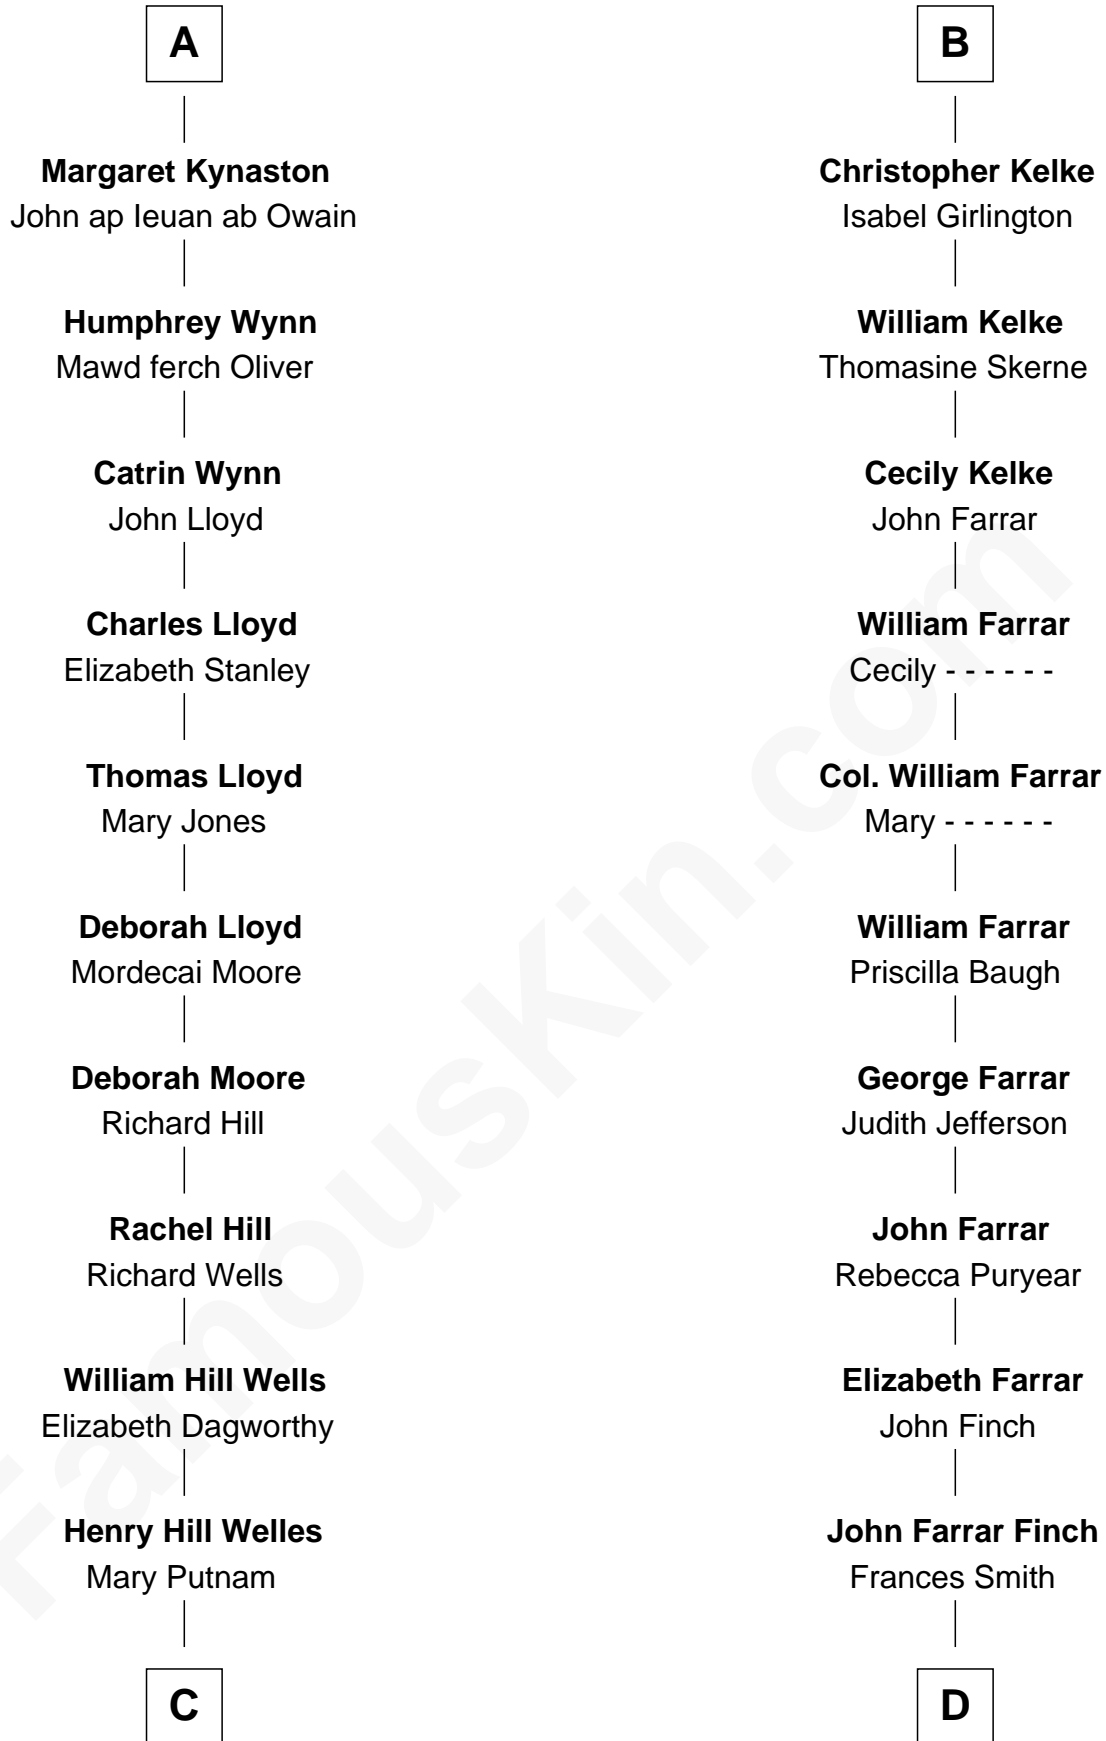 A
Margaret Kynaston
John ap Ieuan ab Owain
Humphrey Wynn
Mawd ferch Oliver
Catrin Wynn
John Lloyd
Charles Lloyd
Elizabeth Stanley
Thomas Lloyd
Mary Jones
Deborah Lloyd
Mordecai Moore
Deborah Moore
Richard Hill
Rachel Hill
Richard Wells
William Hill Wells
Elizabeth Dagworthy
Henry Hill Welles
Mary Putnam
C
B
Christopher Kelke
Isabel Girlington
William Kelke
Thomasine Skerne
Cecily Kelke
John Farrar
William Farrar
Cecily - - - - - -
Col. William Farrar
Mary - - - - - -
William Farrar
Priscilla Baugh
George Farrar
Judith Jefferson
John Farrar
Rebecca Puryear
Elizabeth Farrar
John Finch
John Farrar Finch
Frances Smith
D
FamousKin.com